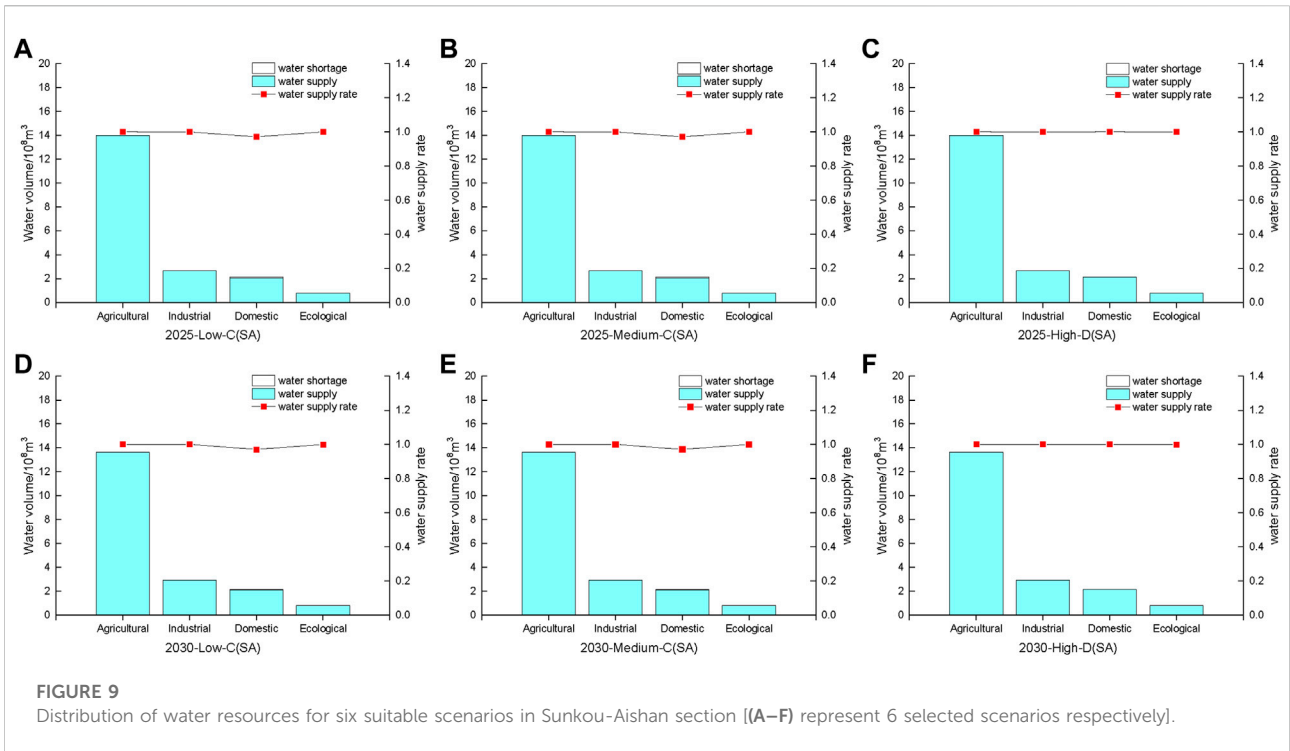 A
B
C
water shortage
water supply
water supply rate
water shortage
water supply
water supply rate
water shortage
water supply
water supply rate
Water volume/10⁸m³
20
18
16
14
12
10
8
6
4
2
0
1.4
1.2
1.0
0.8
0.6
0.4
0.2
0.0
water supply rate
Agricultural Industrial Domestic Ecological
2025-Low-C(SA)
Water volume/10⁸m³
20
18
16
14
12
10
8
6
4
2
0
1.4
1.2
1.0
0.8
0.6
0.4
0.2
0.0
water supply rate
Agricultural Industrial Domestic Ecological
2025-Medium-C(SA)
Water volume/10⁸m³
20
18
16
14
12
10
8
6
4
2
0
1.4
1.2
1.0
0.8
0.6
0.4
0.2
0.0
water supply rate
Agricultural Industrial Domestic Ecological
2025-High-D(SA)
D
E
F
water shortage
water supply
water supply rate
water shortage
water supply
water supply rate
water shortage
water supply
water supply rate
Water volume/10⁸m³
20
18
16
14
12
10
8
6
4
2
0
1.4
1.2
1.0
0.8
0.6
0.4
0.2
0.0
water supply rate
Agricultural Industrial Domestic Ecological
2030-Low-C(SA)
Water volume/10⁸m³
20
18
16
14
12
10
8
6
4
2
0
1.4
1.2
1.0
0.8
0.6
0.4
0.2
0.0
water supply rate
Agricultural Industrial Domestic Ecological
2030-Medium-C(SA)
Water volume/10⁸m³
20
18
16
14
12
10
8
6
4
2
0
1.4
1.2
1.0
0.8
0.6
0.4
0.2
0.0
water supply rate
Agricultural Industrial Domestic Ecological
2030-High-D(SA)
FIGURE 9
Distribution of water resources for six suitable scenarios in Sunkou-Aishan section [(A–F) represent 6 selected scenarios respectively].